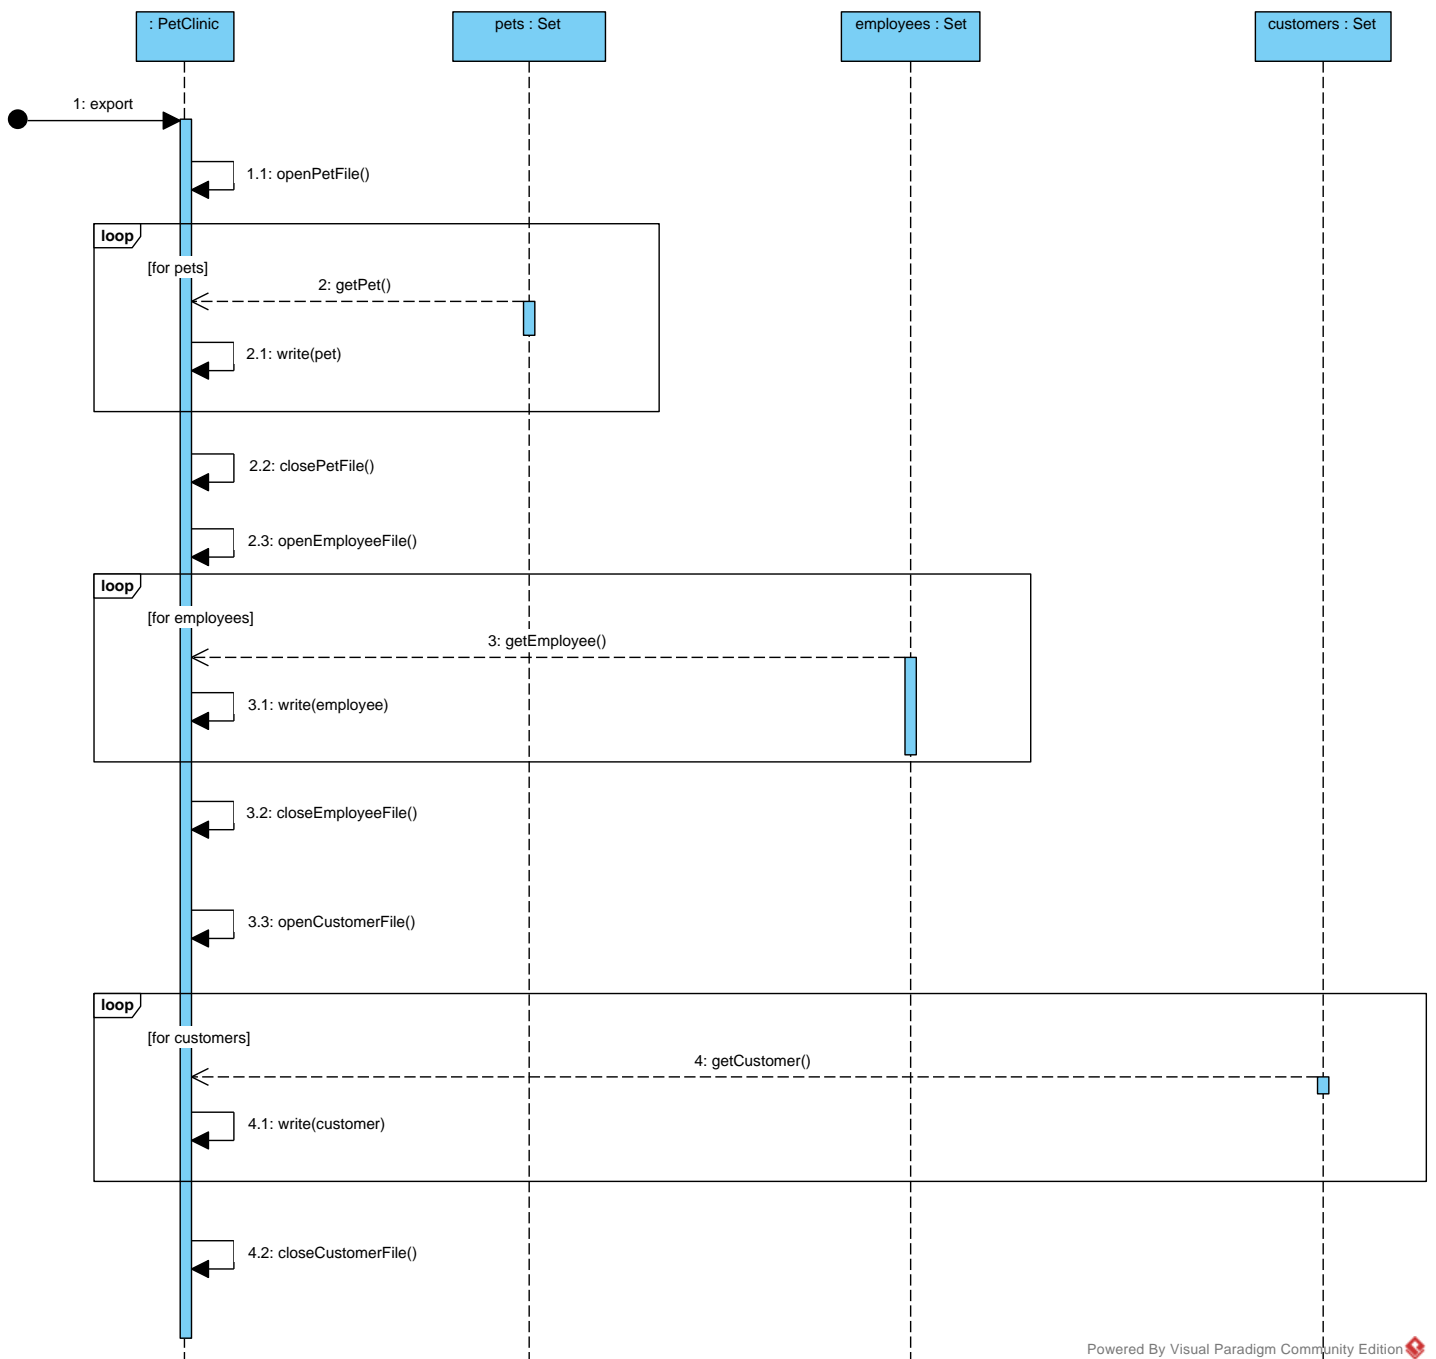 : PetClinic
pets : Set
employees : Set
customers : Set
1: export
1.1: openPetFile()
loop
[for pets]
2: getPet()
2.1: write(pet)
2.2: closePetFile()
2.3: openEmployeeFile()
loop
[for employees]
3: getEmployee()
3.1: write(employee)
3.2: closeEmployeeFile()
3.3: openCustomerFile()
loop
[for customers]
4: getCustomer()
4.1: write(customer)
4.2: closeCustomerFile()
Powered By Visual Paradigm Community Edition